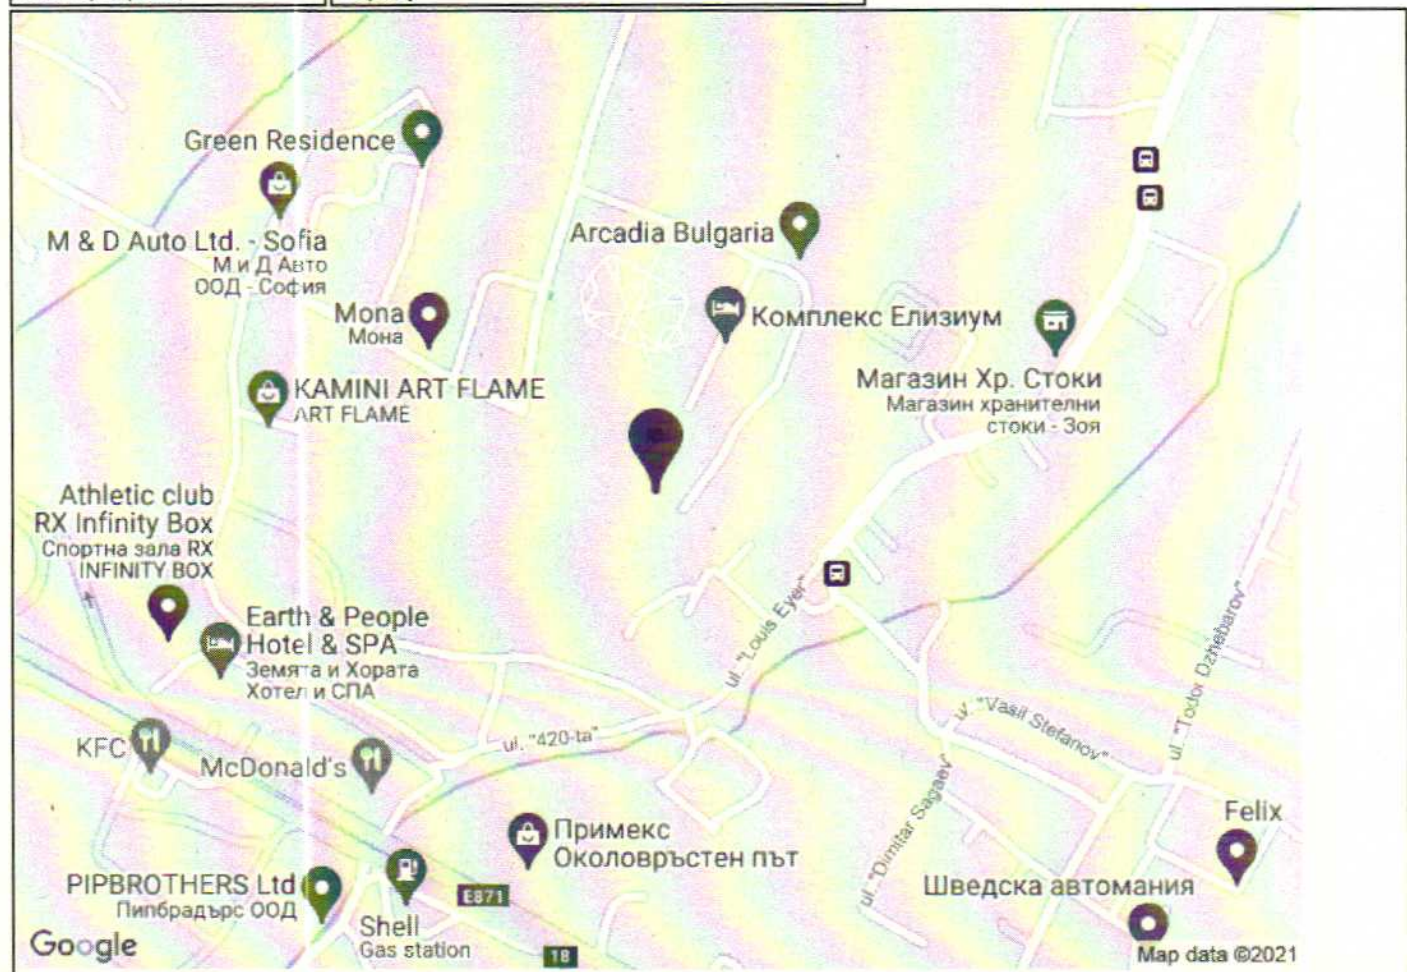 Green Residence
M & D Auto Ltd. - Sofia
М и Д Авто
ООД - София
Arcadia Bulgaria
Mona
Мона
Комплекс Елизиум
KAMINI ART FLAME
ART FLAME
Магазин Хр. Стоки
Магазин хранителни
стоки - Зоя
Athletic club
RX Infinity Box
Спортна зала RX
INFINITY BOX
Earth & People
Hotel & SPA
Земята и Хората
Хотел и СПА
ul. "Louis Eyer"
ul. "Todor Dzhebarov"
ul. "Vasil Stefanov"
ul. "420-ta"
KFC
McDonald's
ul. "Dimitar Sagaev"
Felix
Примекс
Околовръстен път
PIPBROTHERS Ltd
Пипбрадърс ООД
Shell
Gas station
E871
18
Шведска автомания
Google
Map data ©2021